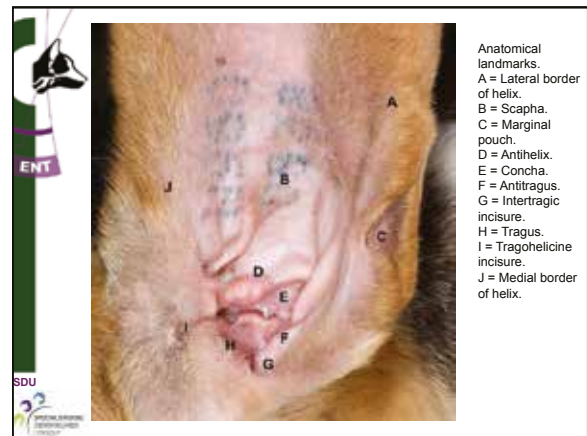 Anatomical
landmarks.
A = Lateral border
of helix.
B = Scapha.
C = Marginal
pouch.
D = Antihelix.
E = Concha.
F = Antitragus.
G = Intertragic
incisure.
H = Tragus.
I = Tragohelicine
incisure.
J = Medial border
of helix.
ENT
A
J
B
C
D
E
I
H
F
G
SDU